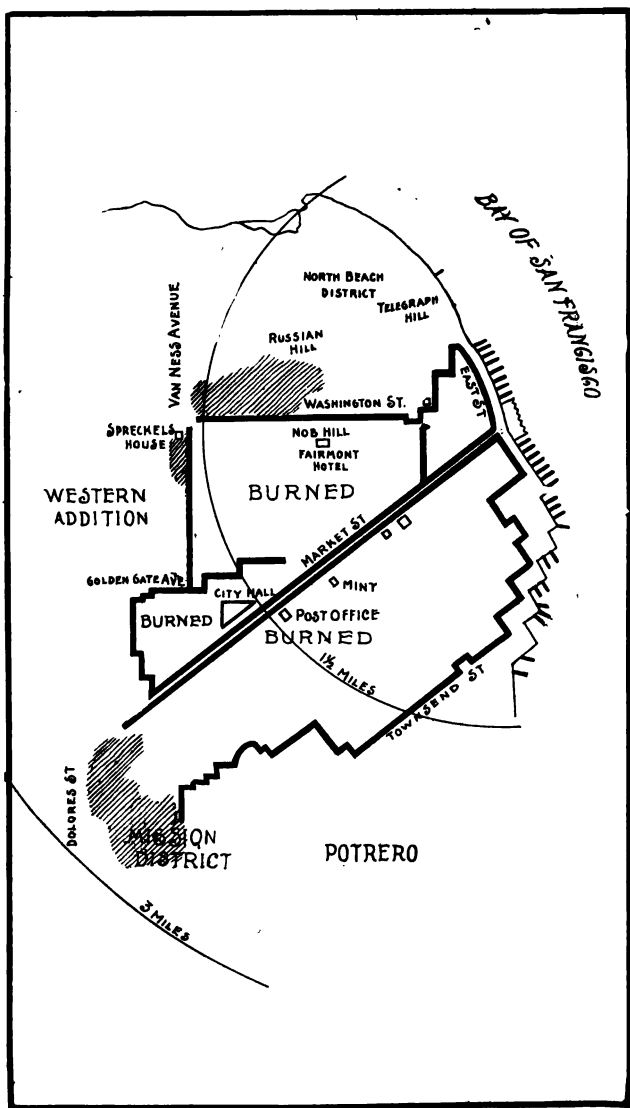 BAY OF SAN FRANCISCO
NORTH BEACH
DISTRICT
TELEGRAPH
HILL
VAN NESS AVENUE
RUSSIAN
HILL
EAST ST
WASHINGTON ST.
SPRECKELS
HOUSE
NOB HILL
FAIRMONT
HOTEL
WESTERN
ADDITION
BURNED
MARKET ST
GOLDEN GATE AVE
CITY HALL
MINT
BURNED
POST OFFICE
BURNED
1½ MILES
TOWNSEND ST
DOLORES ST
MISSION
DISTRICT
POTRERO
3 MILES